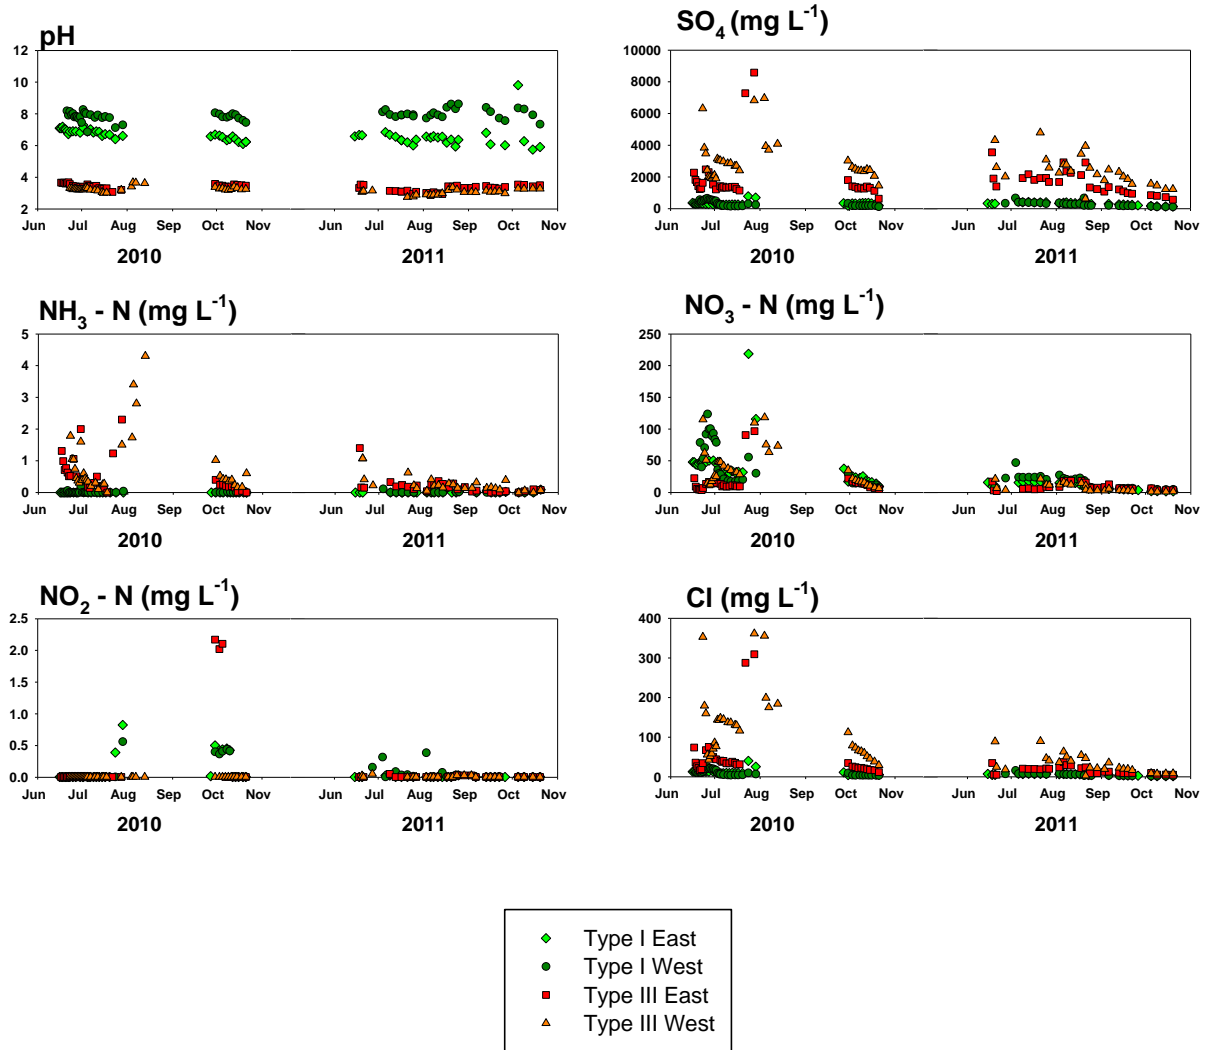 pH
12
10
8
6
4
2
Jun Jul Aug Sep Oct Nov Jun Jul Aug Sep Oct Nov
2010 2011
SO4 (mg L-1)
10000
8000
6000
4000
2000
0
Jun Jul Aug Sep Oct Nov Jun Jul Aug Sep Oct Nov
2010 2011
NH3 - N (mg L-1)
5
4
3
2
1
0
Jun Jul Aug Sep Oct Nov Jun Jul Aug Sep Oct Nov
2010 2011
NO3 - N (mg L-1)
250
200
150
100
50
0
Jun Jul Aug Sep Oct Nov Jun Jul Aug Sep Oct Nov
2010 2011
NO2 - N (mg L-1)
2.5
2.0
1.5
1.0
0.5
0.0
Jun Jul Aug Sep Oct Nov Jun Jul Aug Sep Oct Nov
2010 2011
Cl (mg L-1)
400
300
200
100
0
Jun Jul Aug Sep Oct Nov Jun Jul Aug Sep Oct Nov
2010 2011
Type I East
Type I West
Type III East
Type III West